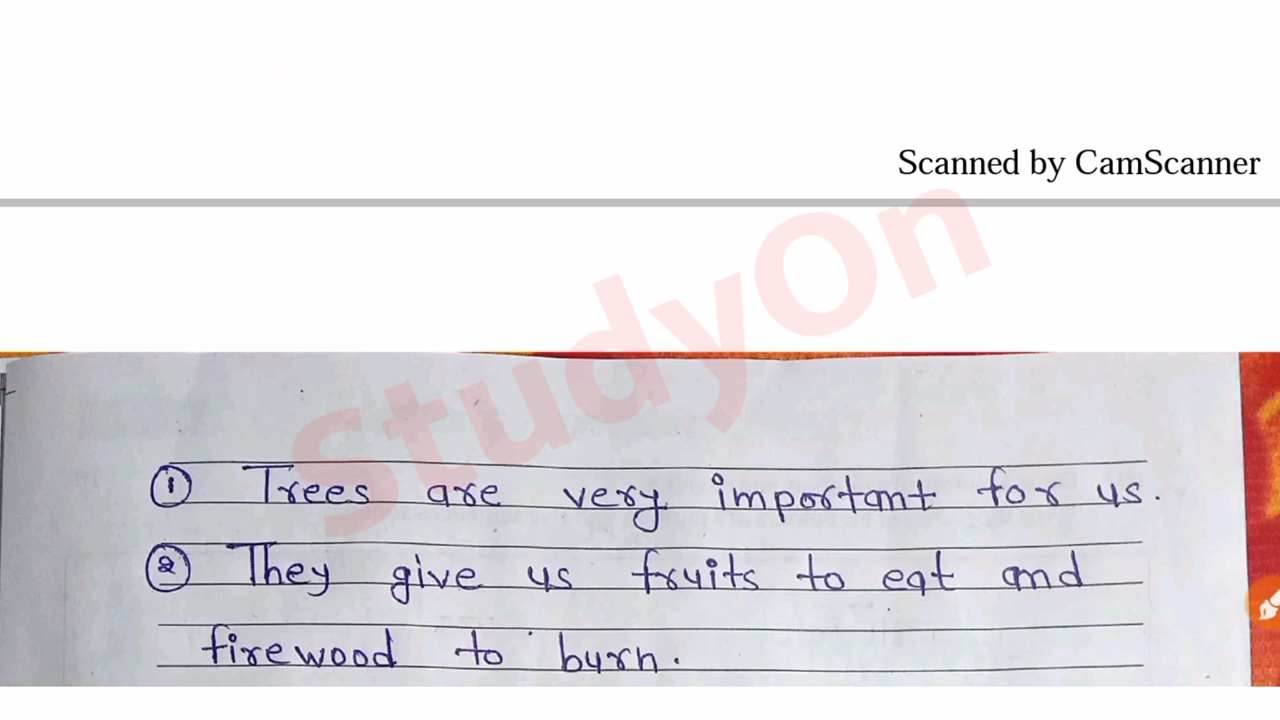 Scanned by CamScanner
StudyOn
① Trees are very important for us.
② They give us fruits to eat and
firewood to burn.